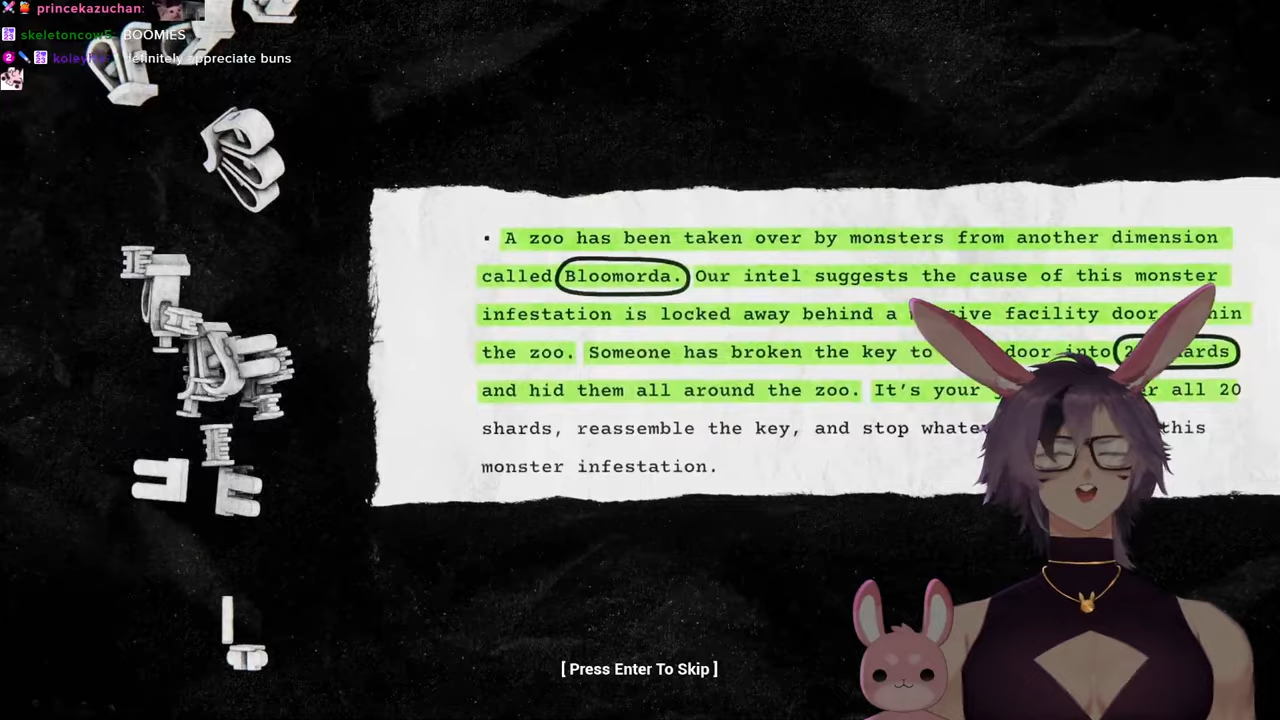 princekazuchan:
skeletoncow5: BOOMIES
definitely appreciate buns
▪ A zoo has been taken over by monsters from another dimension
called Bloomorda. Our intel suggests the cause of this monster
infestation is locked away behind a facility door
the zoo. Someone has broken the key to door into
and hid them all around the zoo. It's your all 20
shards, reassemble the key, and stop this
monster infestation.
[ Press Enter To Skip ]